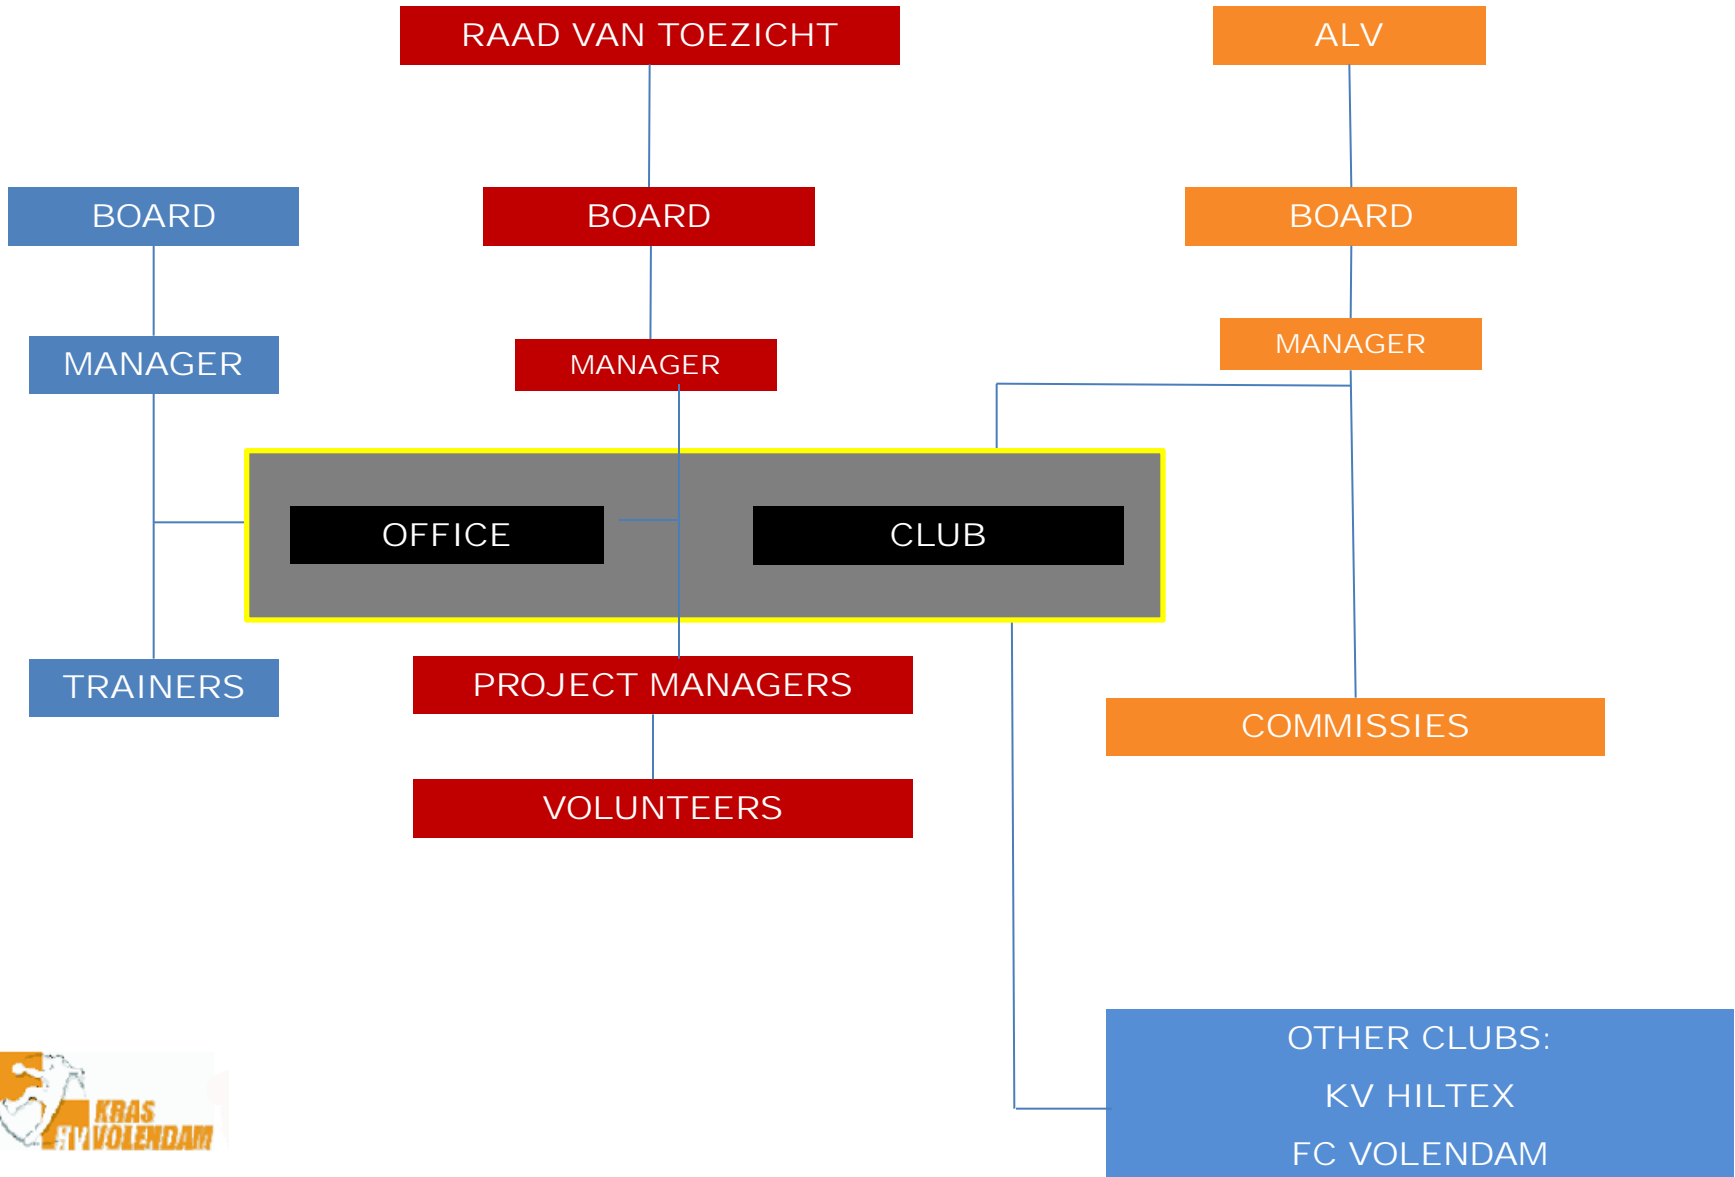 RAAD VAN TOEZICHT
ALV
BOARD
BOARD
BOARD
MANAGER
MANAGER
MANAGER
OFFICE
CLUB
TRAINERS
PROJECT MANAGERS
COMMISSIES
VOLUNTEERS
OTHER CLUBS:
KV HILTEX
FC VOLENDAM
KRAS
HV VOLENDAM